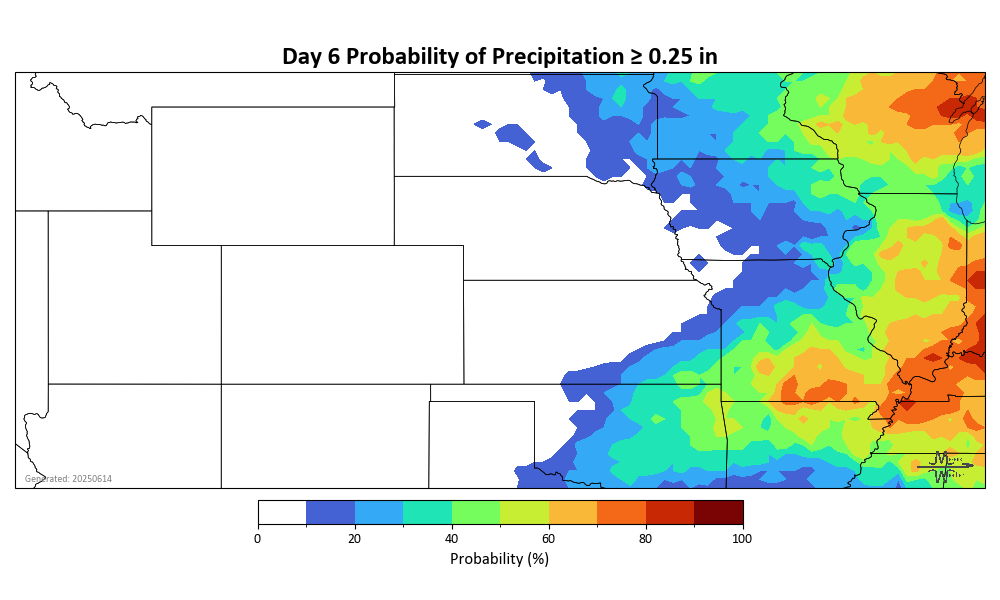 Day 6 Probability of Precipitation ≥ 0.25 in
Generated: 20250614
0 20 40 60 80 100
Probability (%)